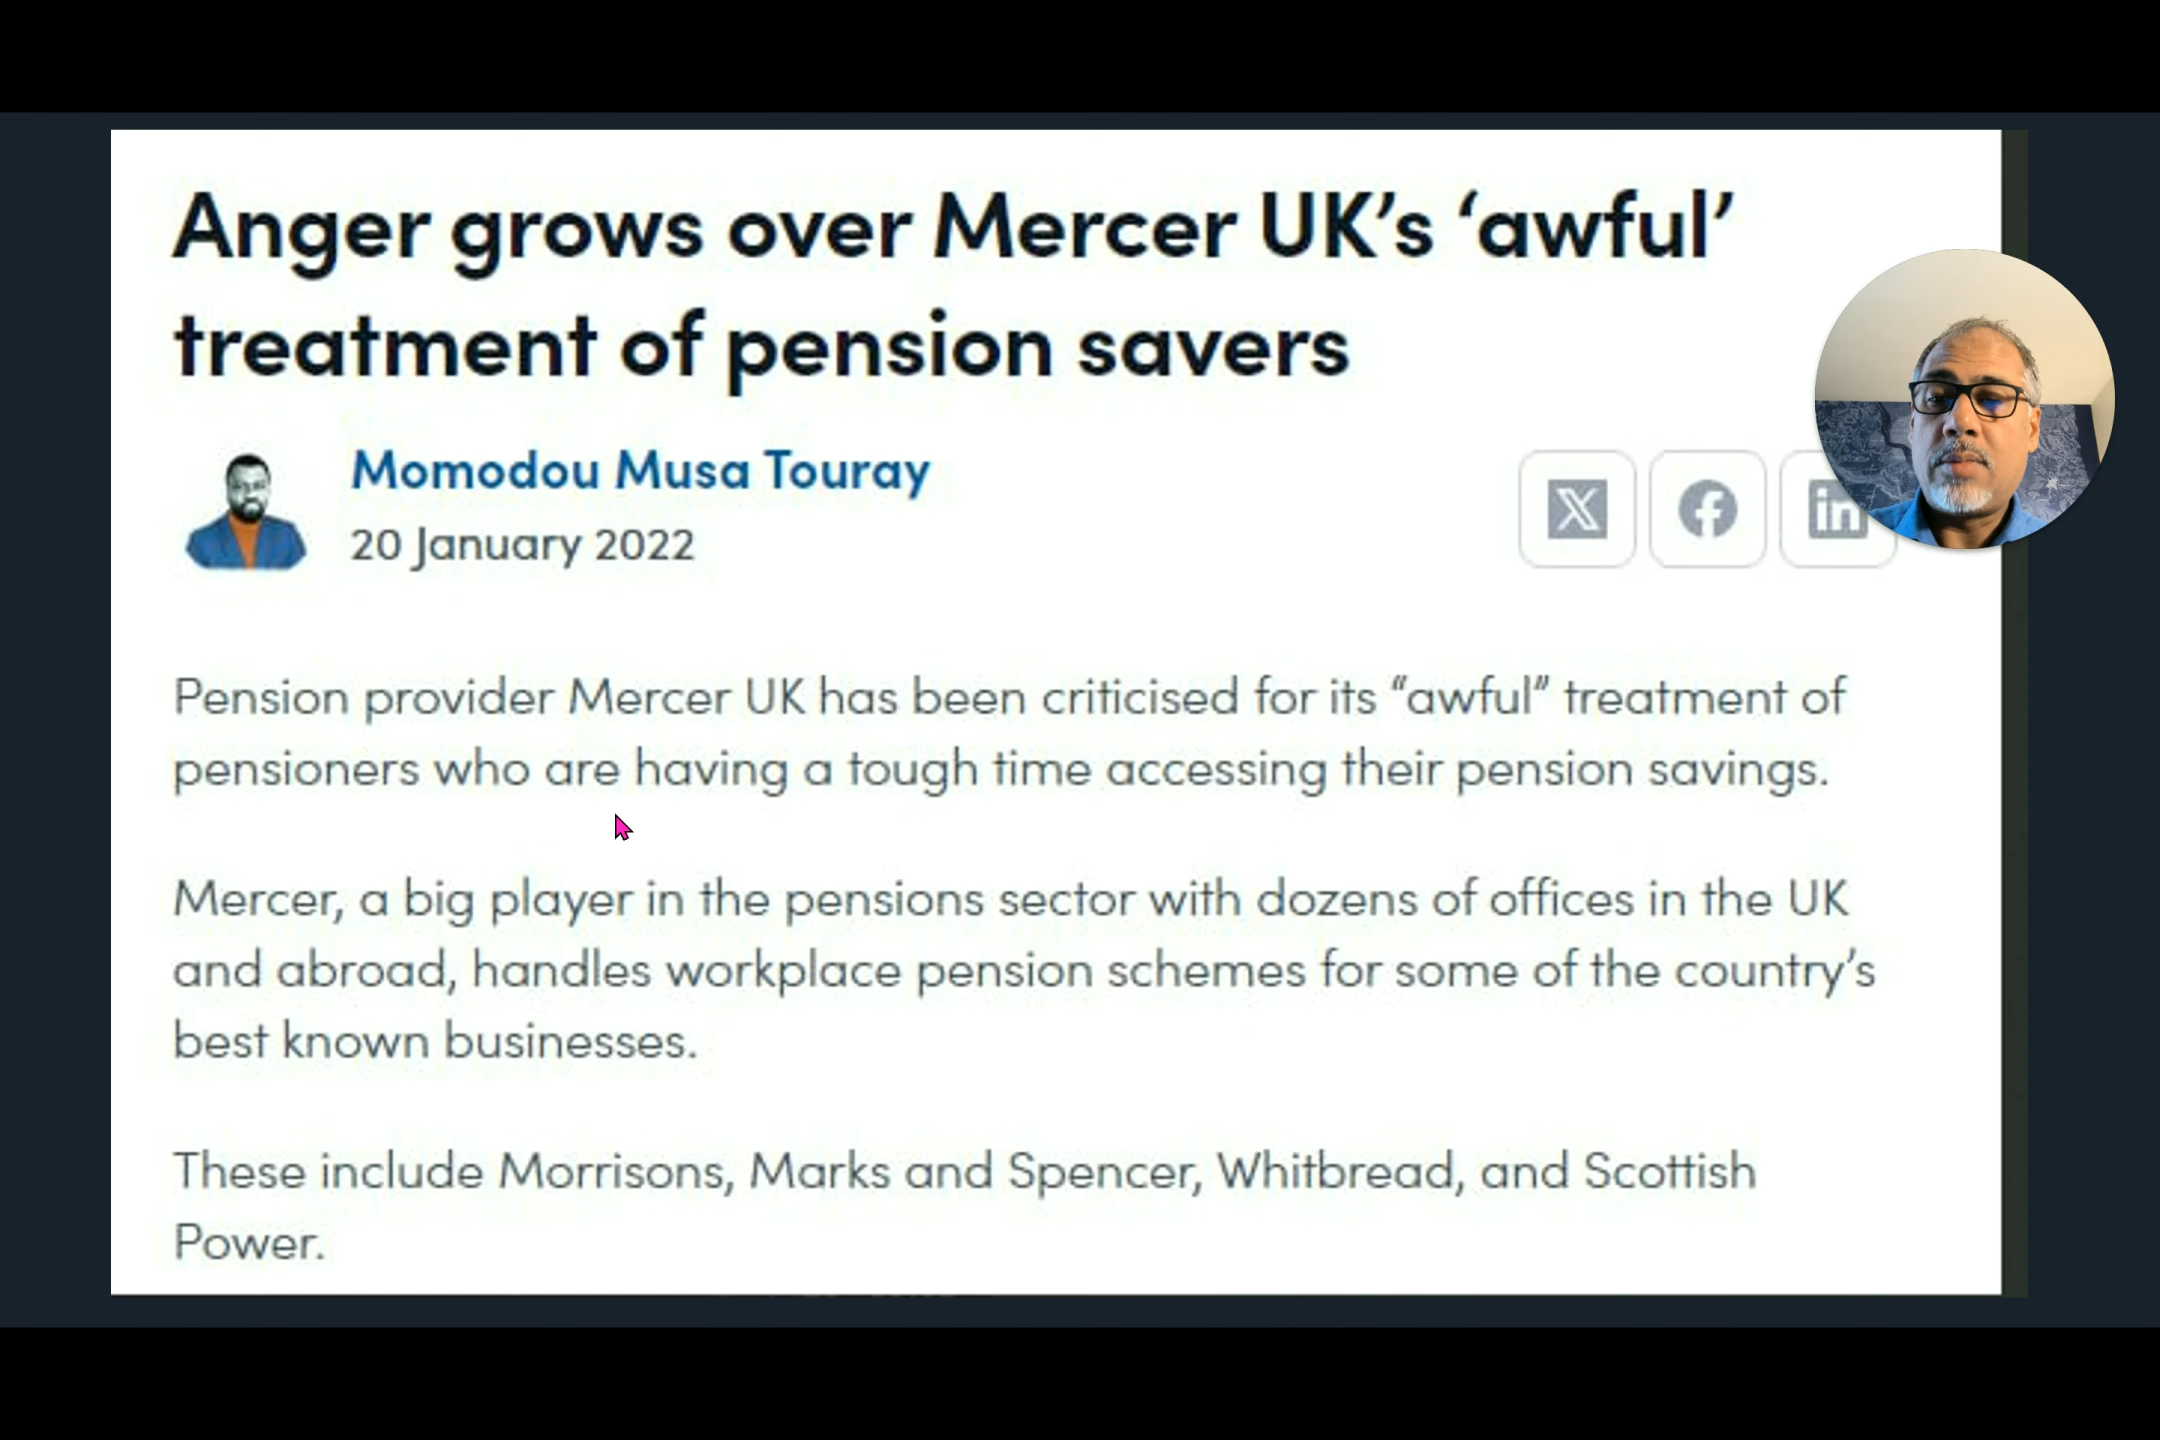 Anger grows over Mercer UK’s ‘awful’
treatment of pension savers
Momodou Musa Touray
20 January 2022
Pension provider Mercer UK has been criticised for its “awful” treatment of
pensioners who are having a tough time accessing their pension savings.
Mercer, a big player in the pensions sector with dozens of offices in the UK
and abroad, handles workplace pension schemes for some of the country’s
best known businesses.
These include Morrisons, Marks and Spencer, Whitbread, and Scottish
Power.